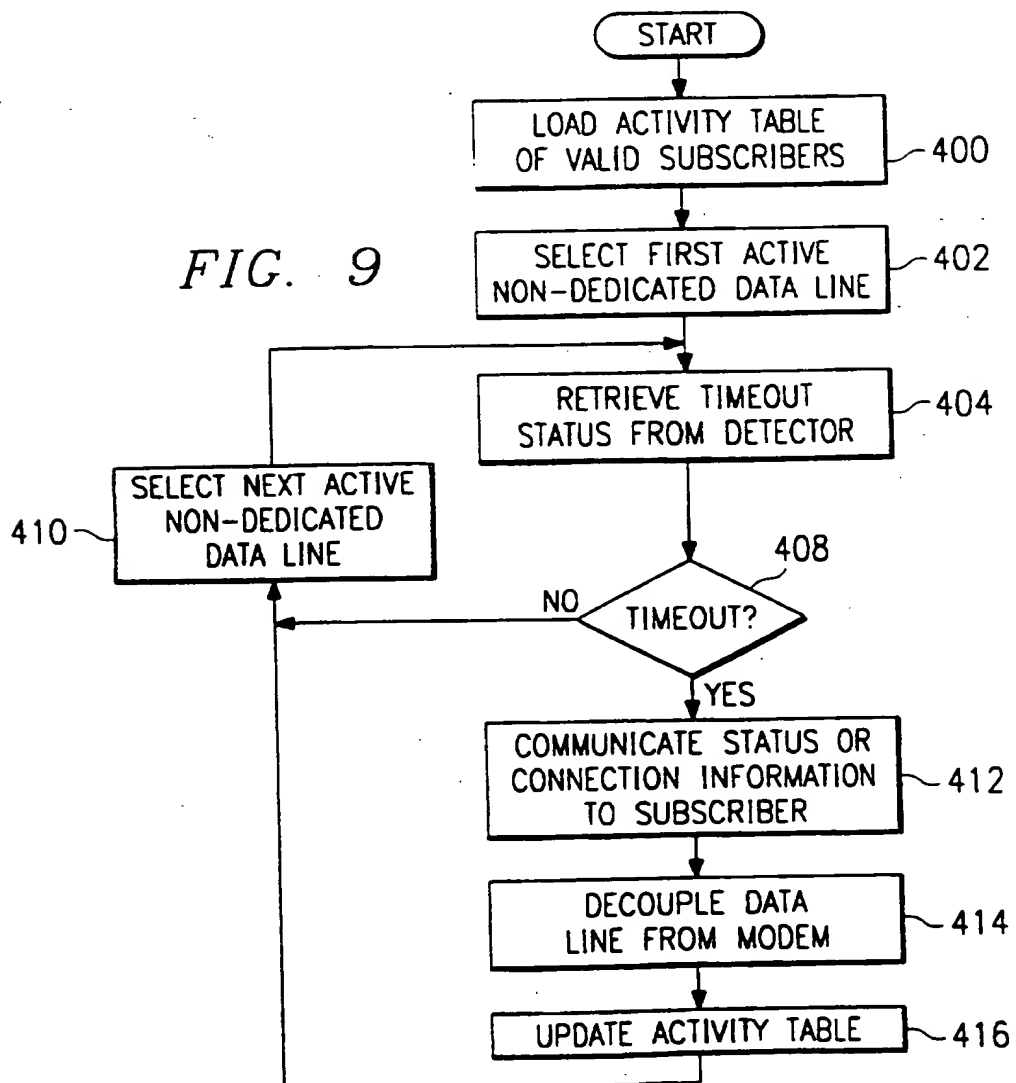 START
LOAD ACTIVITY TABLE
OF VALID SUBSCRIBERS
400
FIG. 9
SELECT FIRST ACTIVE
NON-DEDICATED DATA LINE
402
RETRIEVE TIMEOUT
STATUS FROM DETECTOR
404
SELECT NEXT ACTIVE
NON-DEDICATED
DATA LINE
410
408
NO
TIMEOUT?
YES
COMMUNICATE STATUS OR
CONNECTION INFORMATION
TO SUBSCRIBER
412
DECOUPLE DATA
LINE FROM MODEM
414
UPDATE ACTIVITY TABLE
416